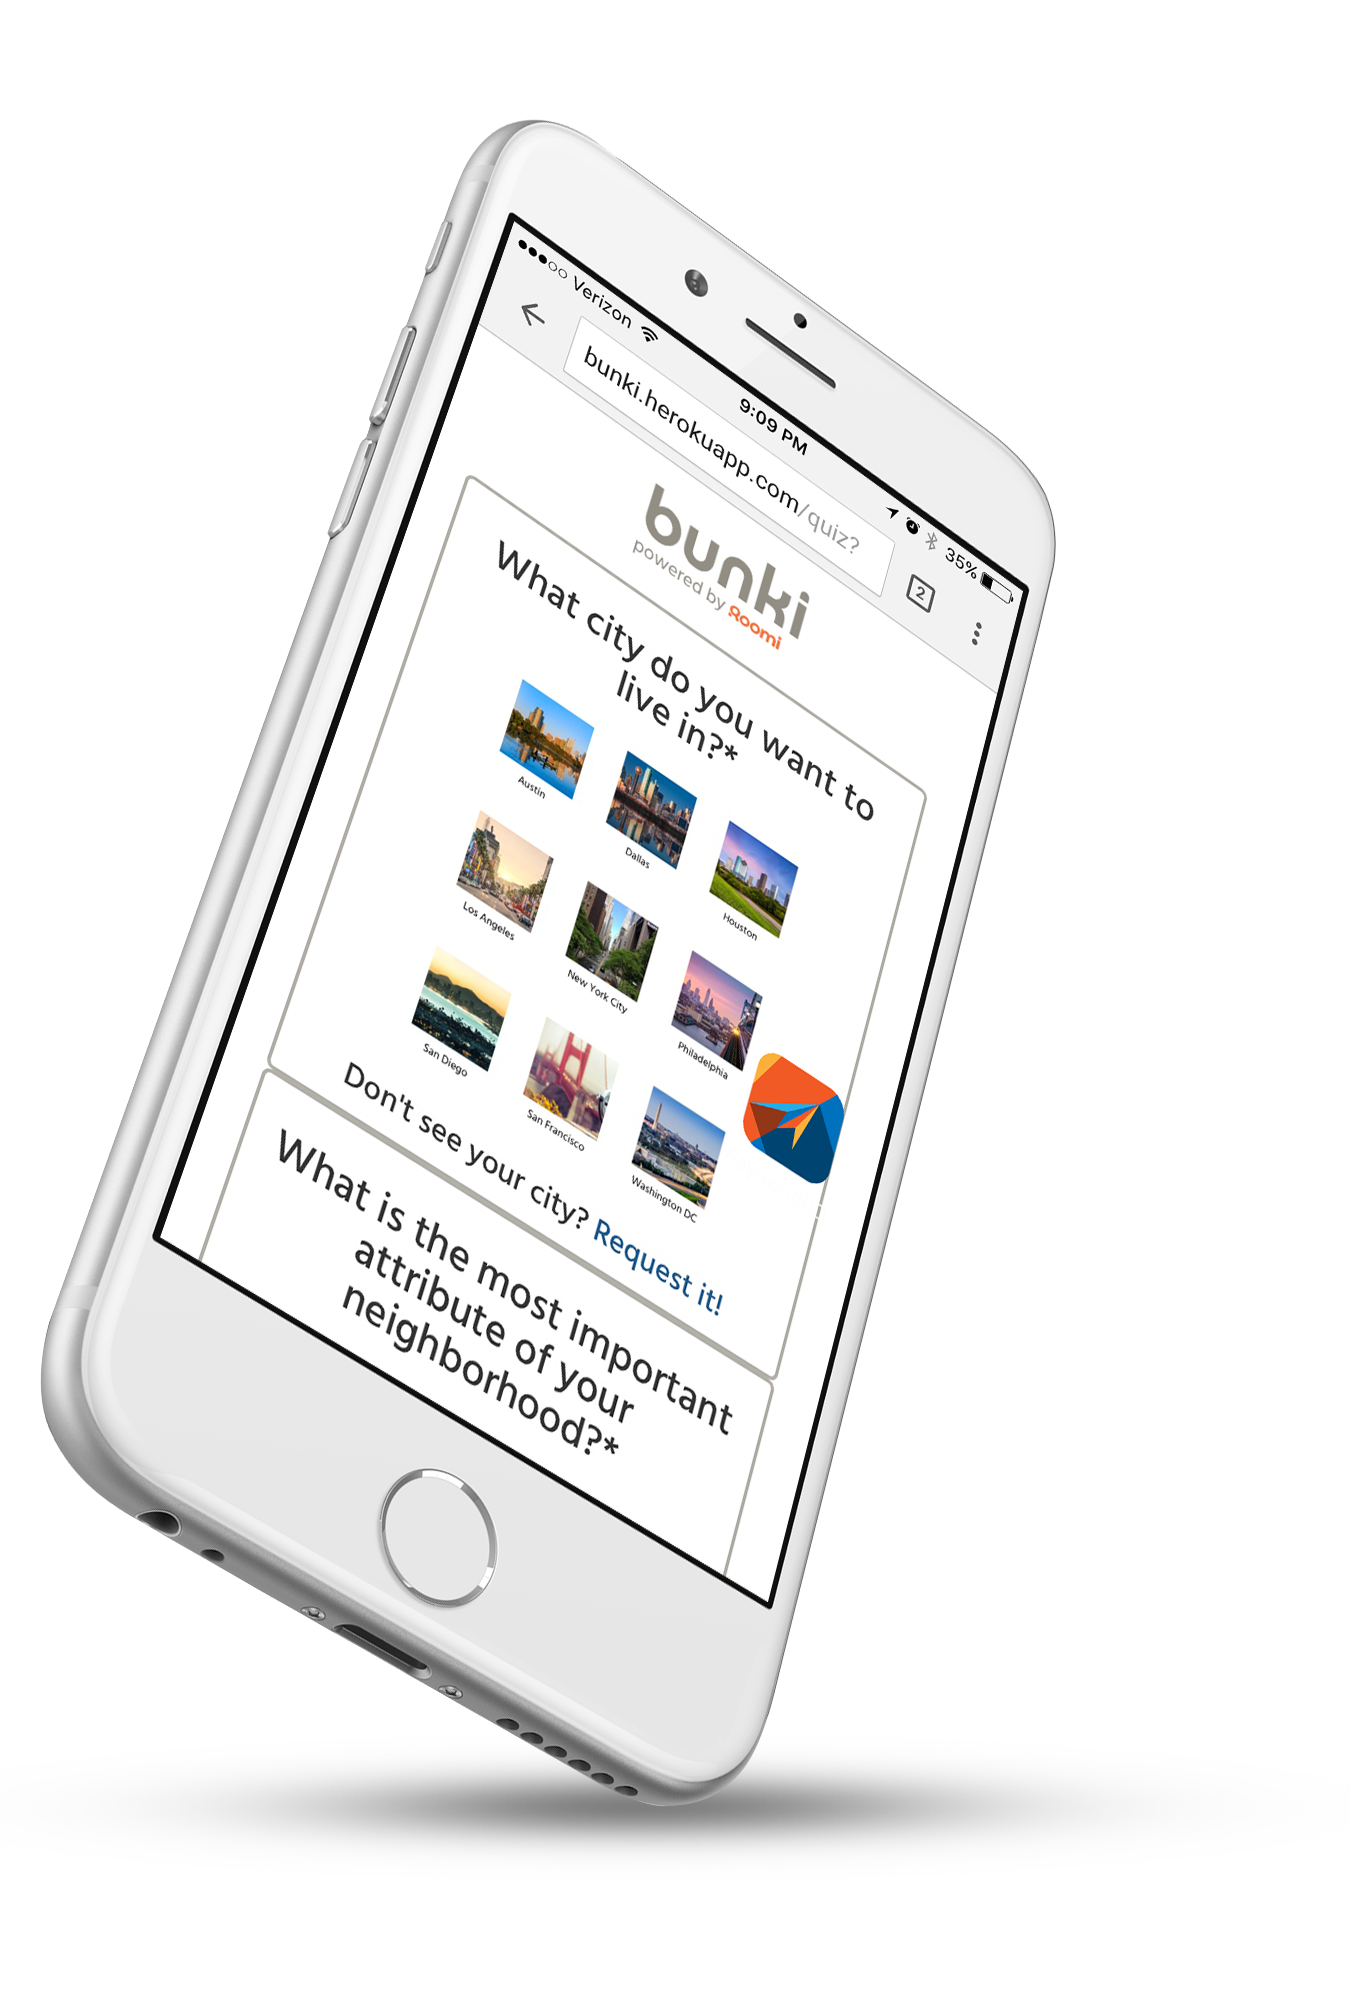 Verizon
9:09 PM
35%
bunki.herokuapp.com/quiz?
2
bunki
powered by Roomi
What city do you want to
live in?*
Austin
Dallas
Houston
Los Angeles
New York City
Philadelphia
San Diego
San Francisco
Washington DC
Don't see your city? Request it!
What is the most important
attribute of your
neighborhood?*